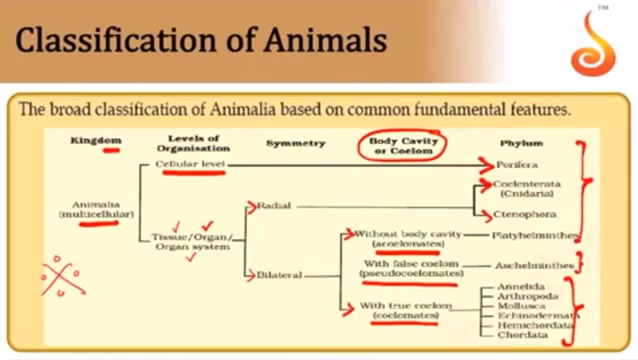 TM
Classification of Animals
The broad classification of Animalia based on common fundamental features.
Kingdom
Levels of
Organisation
Symmetry
Body Cavity
or Coelom
Phylum
Animalia
(multicellular)
Cellular level
Tissue/Organ/
Organ system
Radial
Bilateral
Without body cavity
(acoelomates)
With false coelom
(pseudocoelomates)
With true coelom
(coelomates)
Porifera
Coelenterata
(Cnidaria)
Ctenophora
Platyhelminthes
Aschelminthes
Annelida
Arthropoda
Mollusca
Echinodermata
Hemichordata
Chordata